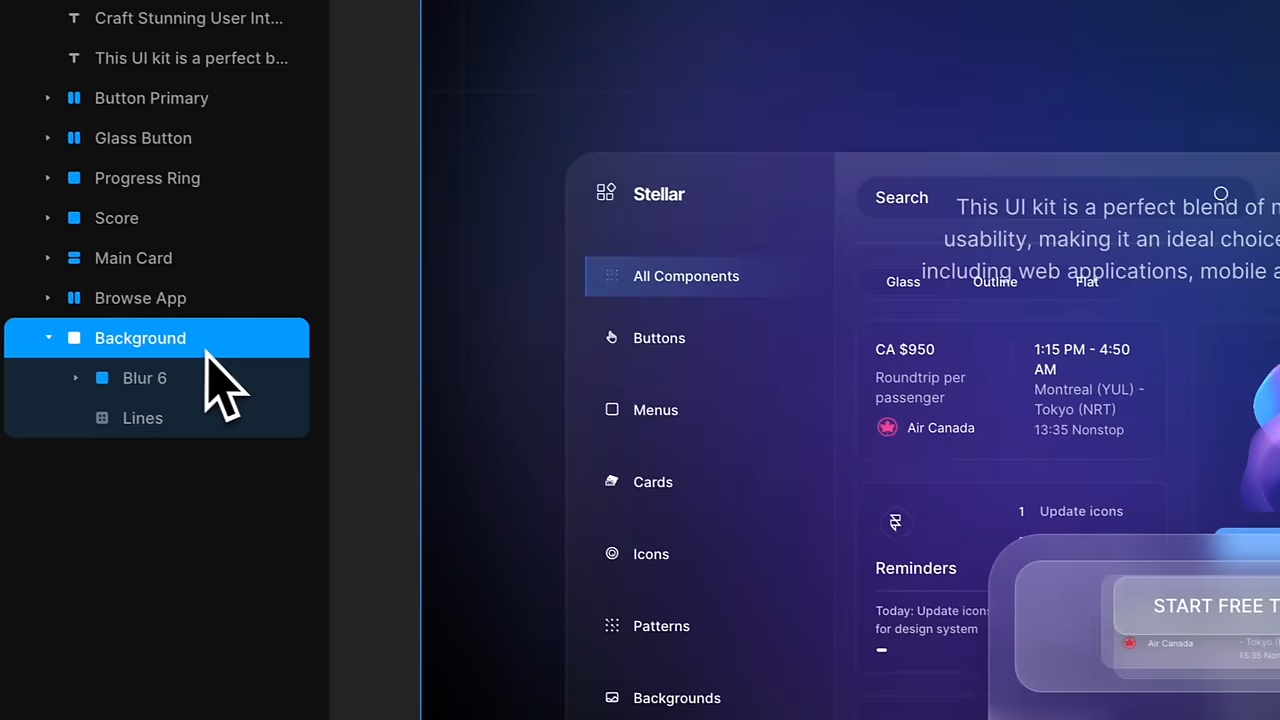 Craft Stunning User Int...
This UI kit is a perfect b...
Button Primary
Glass Button
Progress Ring
Score
Main Card
Browse App
Background
Blur 6
Lines
Stellar
All Components
Buttons
Menus
Cards
Icons
Patterns
Backgrounds
Search
This UI kit is a perfect blend of
usability, making it an ideal choice
including web applications, mobile
Glass
Outline
Flat
CA $950
Roundtrip per
passenger
Air Canada
1:15 PM - 4:50
AM
Montreal (YUL) -
Tokyo (NRT)
13:35 Nonstop
1 Update icons
Reminders
Today: Update icons
for design system
START FREE T
Air Canada
- Tokyo
13:35 Nonst